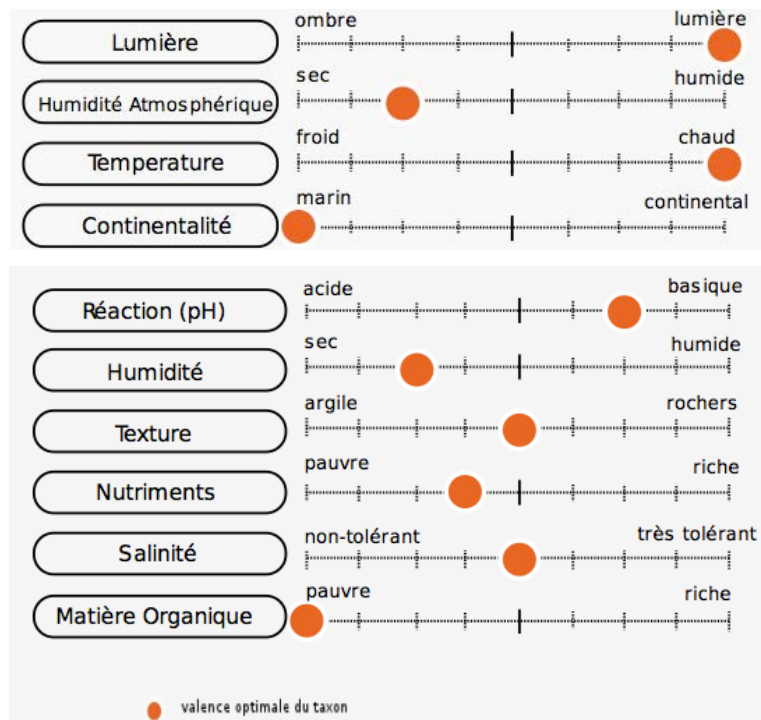 ombre lumière
Lumière
sec humide
Humidité Atmosphérique
froid chaud
Temperature
marin continental
Continentalité
acide basique
Réaction (pH)
sec humide
Humidité
argile rochers
Texture
pauvre riche
Nutriments
non-tolérant très tolérant
Salinité
pauvre riche
Matière Organique
valence optimale du taxon